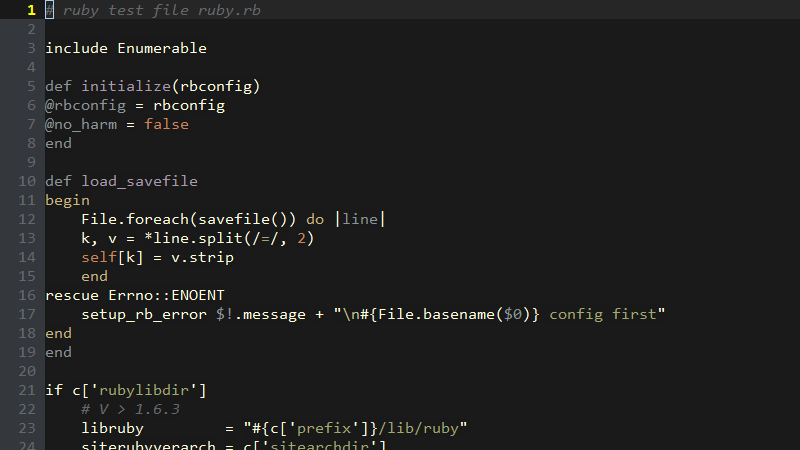 1 # ruby test file ruby.rb
2
3 include Enumerable
4
5 def initialize(rbconfig)
6 @rbconfig = rbconfig
7 @no_harm = false
8 end
9
10 def load_savefile
11 begin
12     File.foreach(savefile()) do |line|
13     k, v = *line.split(/=/, 2)
14     self[k] = v.strip
15     end
16 rescue Errno::ENOENT
17     setup_rb_error $!.message + "\n#{File.basename($0)} config first"
18 end
19 end
20
21 if c['rubylibdir']
22     # V > 1.6.3
23     libruby         = "#{c['prefix']}/lib/ruby"
24     siterubyverarch = c['sitearchdir']